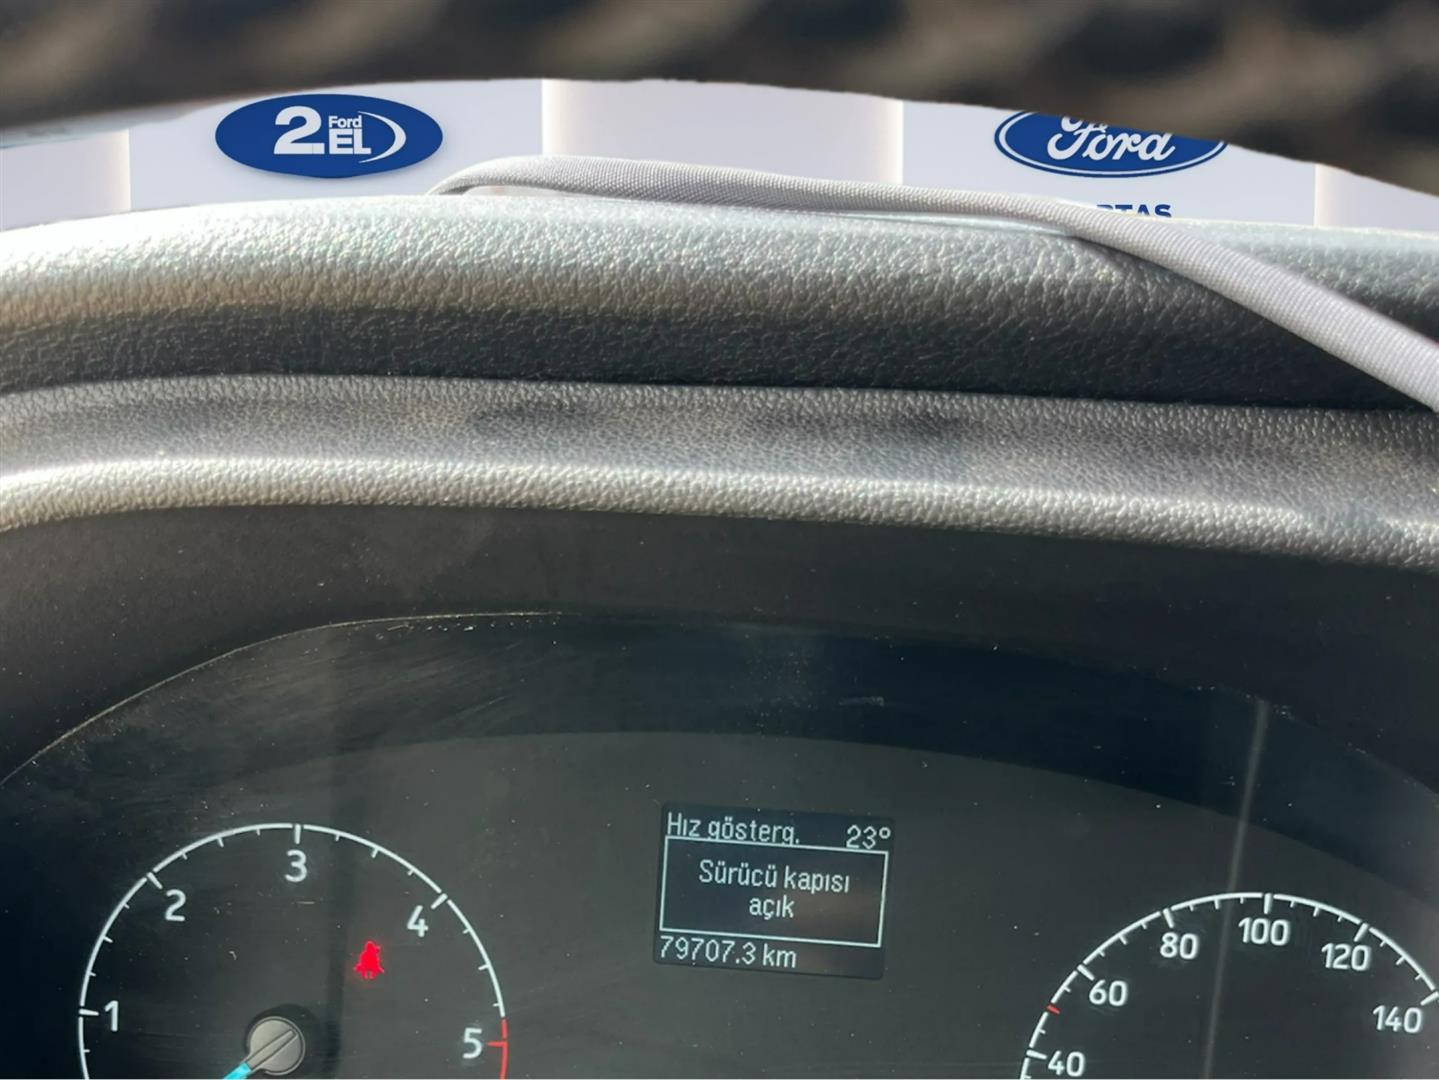 2 Ford
EL
Ford
Hız gösterg. 23°
Sürücü kapısı
açık
79707.3 km
1
2
3
4
5
40
60
80
100
120
140